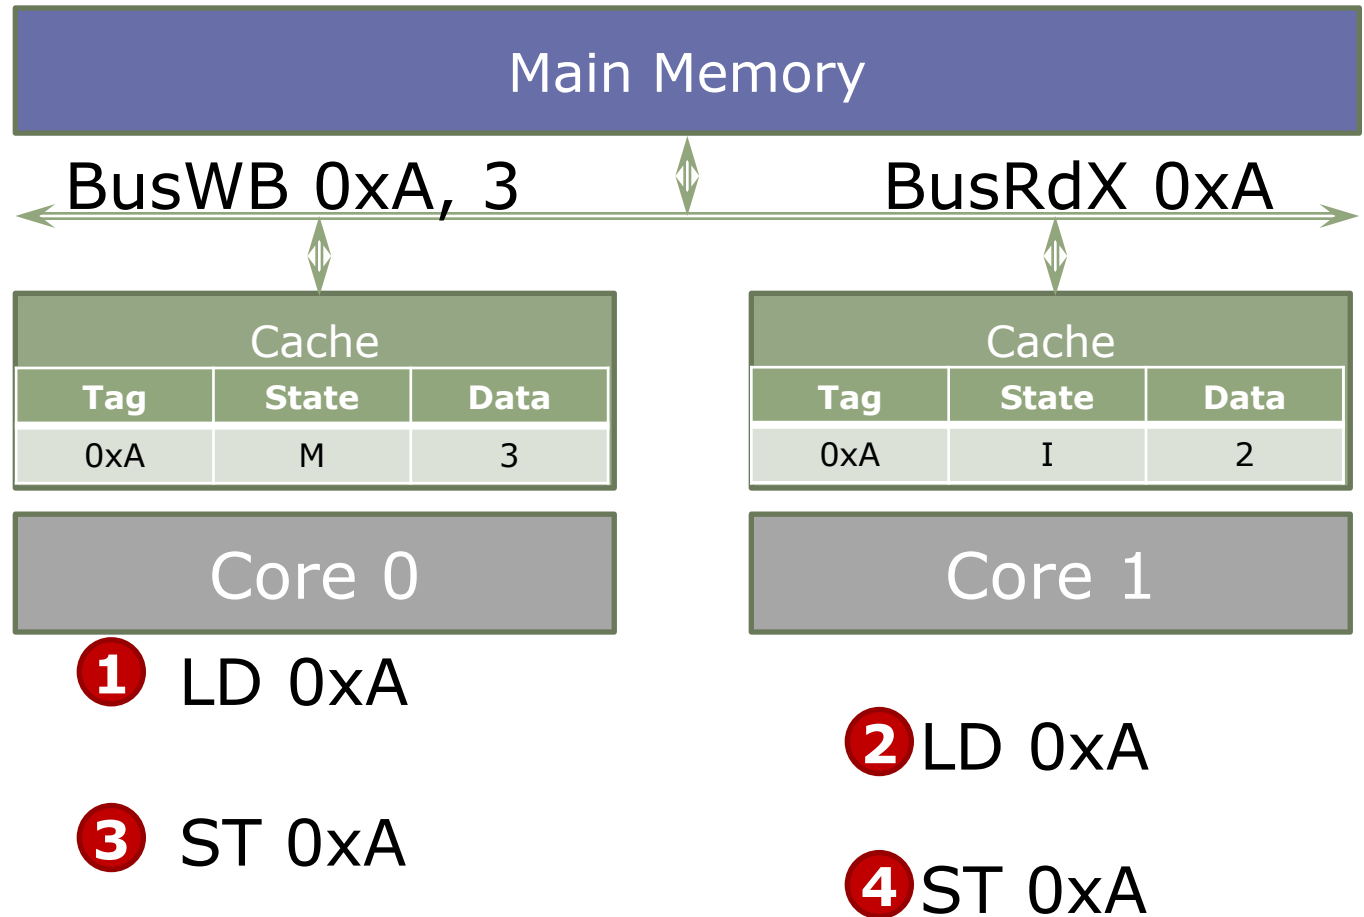 Main Memory
BusWB 0xA, 3
BusRdX 0xA
Cache
Tag State Data
0xA M 3
Cache
Tag State Data
0xA I 2
Core 0
Core 1
1 LD 0xA
2 LD 0xA
3 ST 0xA
4 ST 0xA